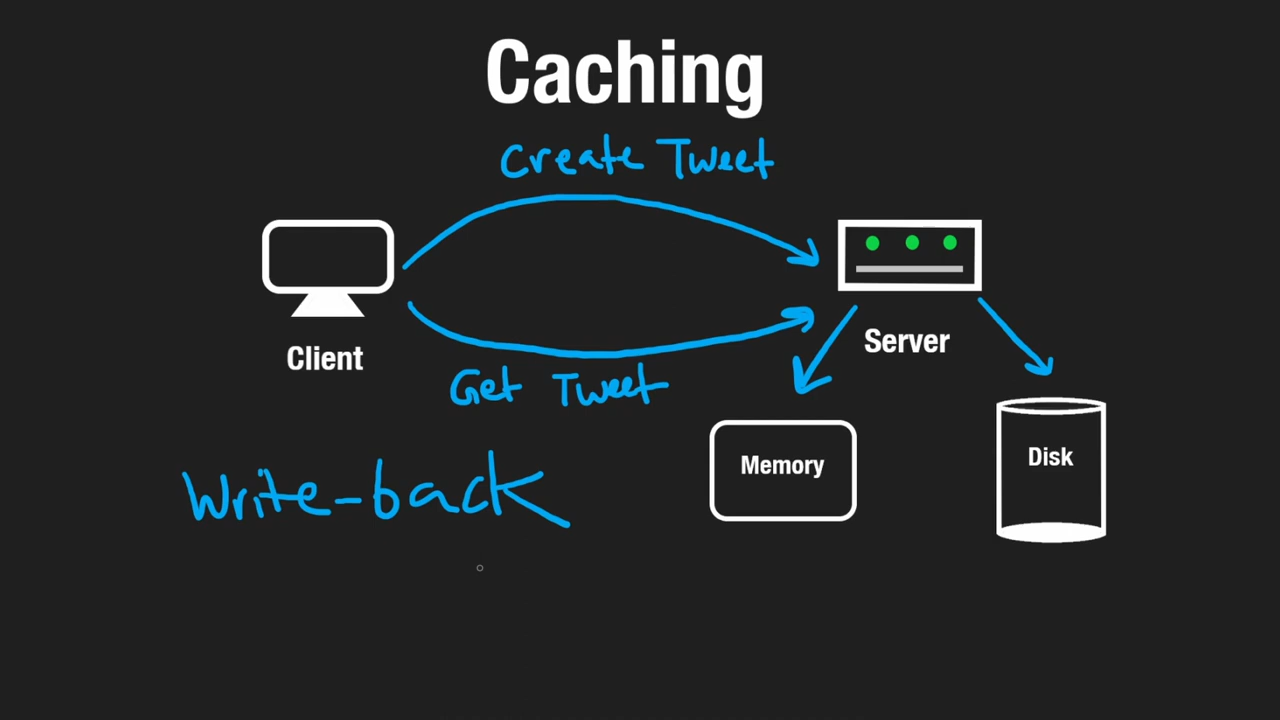 Caching
Create Tweet
Client
Server
Get Tweet
Memory
Disk
Write-back